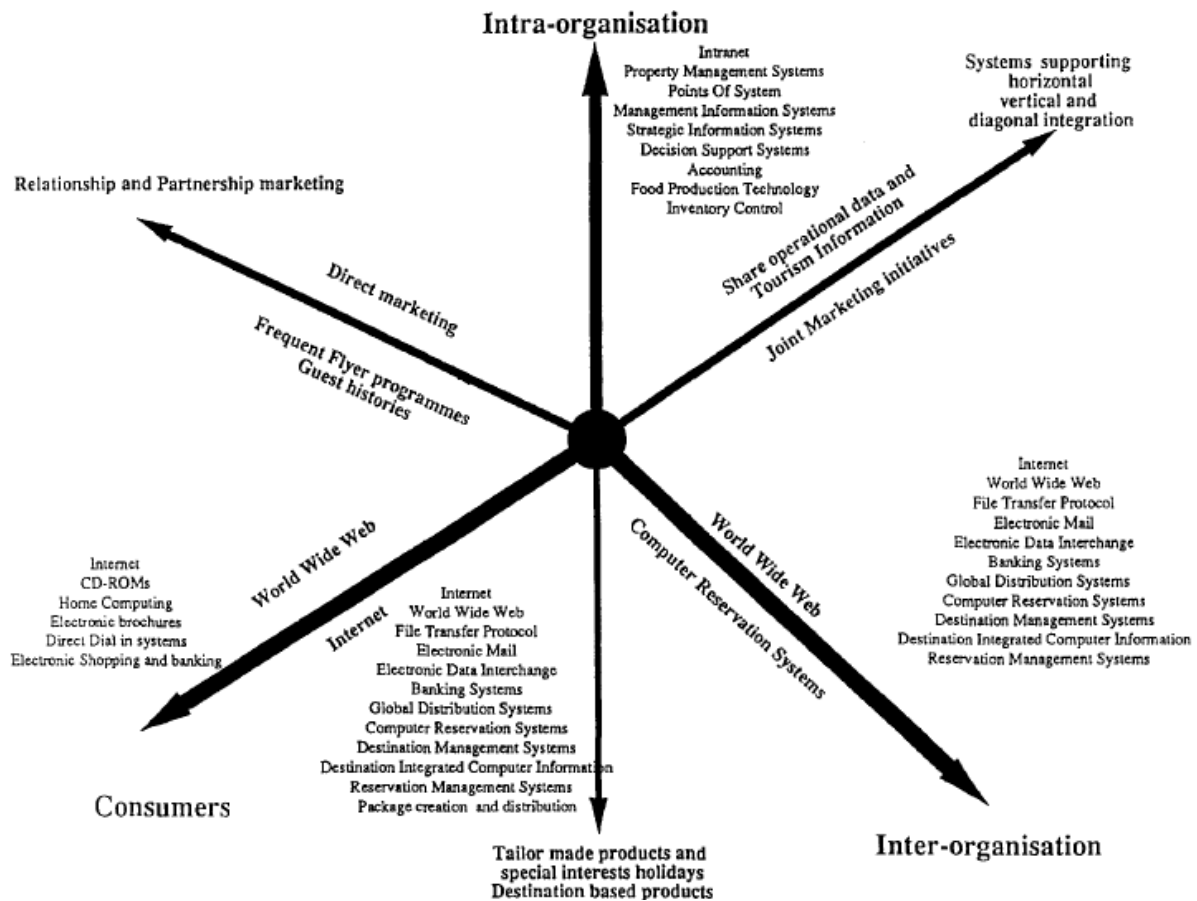 Intra-organisation
Intranet
Property Management Systems
Points Of System
Management Information Systems
Strategic Information Systems
Decision Support Systems
Accounting
Food Production Technology
Inventory Control
Systems supporting
horizontal
vertical and
diagonal integration
Relationship and Partnership marketing
Direct marketing
Frequent Flyer programmes
Guest histories
Share operational data and
Tourism Information
Joint Marketing initiatives
World Wide Web
Internet
Internet
CD-ROMs
Home Computing
Electronic brochures
Direct Dial in systems
Electronic Shopping and banking
Consumers
Internet
World Wide Web
File Transfer Protocol
Electronic Mail
Electronic Data Interchange
Banking Systems
Global Distribution Systems
Computer Reservation Systems
Destination Management Systems
Destination Integrated Computer Information
Reservation Management Systems
Package creation and distribution
Tailor made products and
special interests holidays
Destination based products
World Wide Web
Computer Reservation Systems
Internet
World Wide Web
File Transfer Protocol
Electronic Mail
Electronic Data Interchange
Banking Systems
Global Distribution Systems
Computer Reservation Systems
Destination Management Systems
Destination Integrated Computer Information
Reservation Management Systems
Inter-organisation